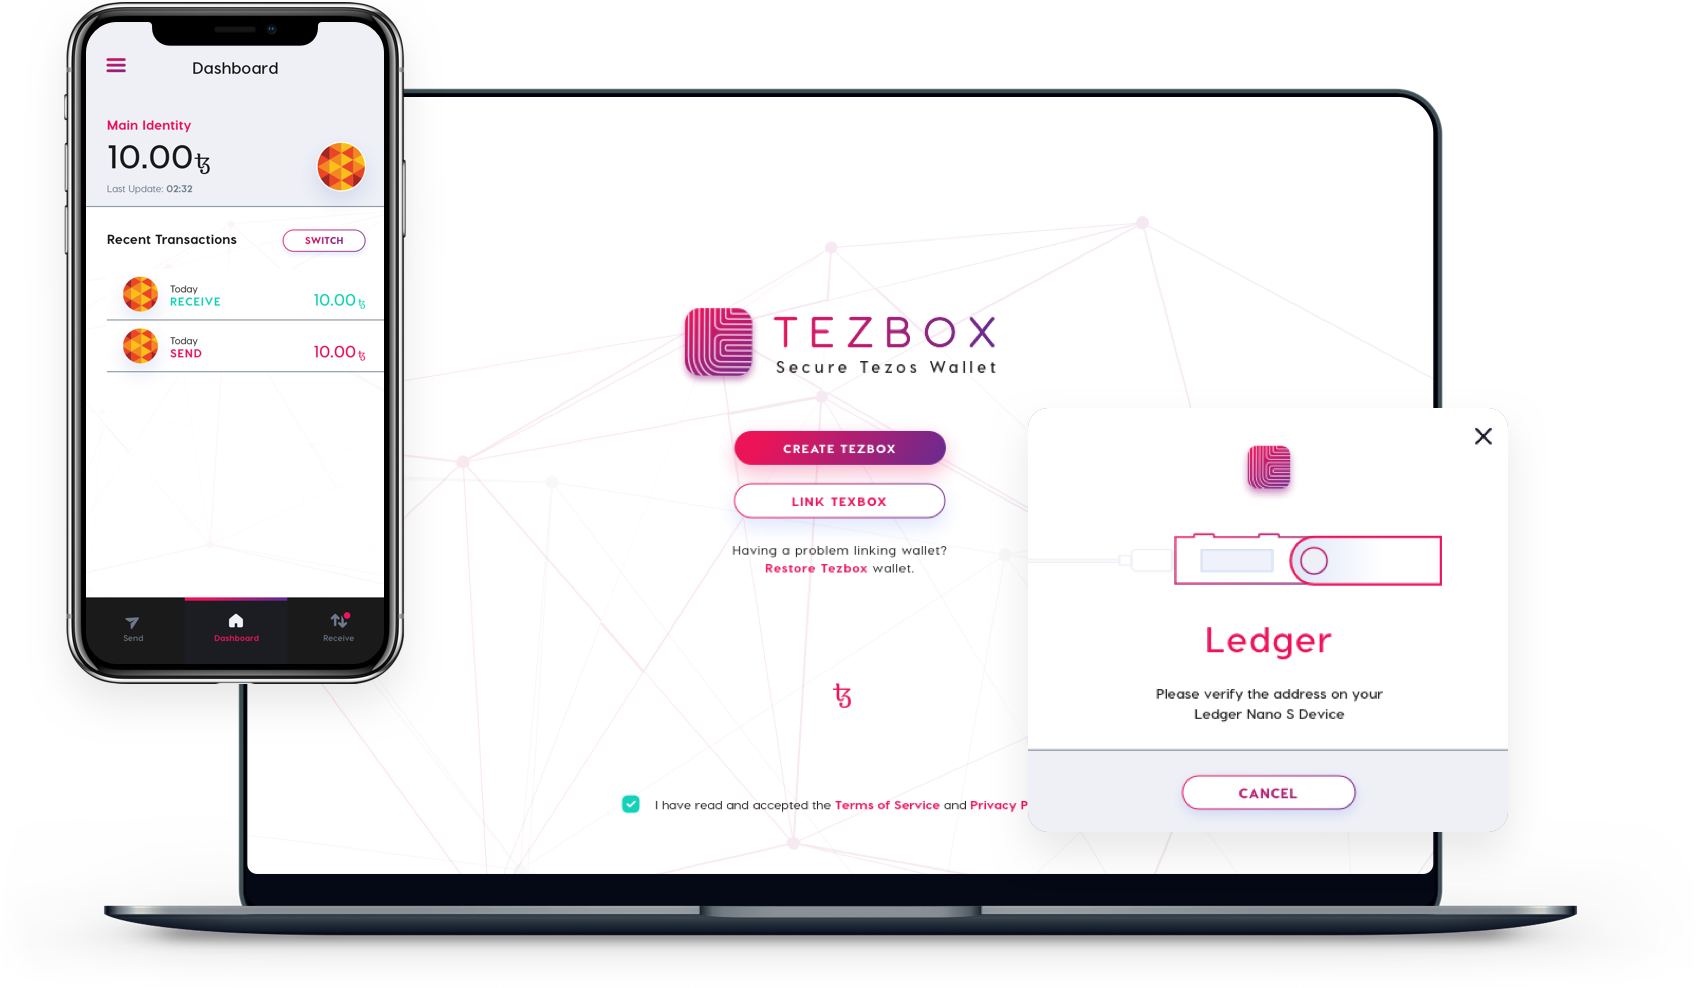 Dashboard
Main Identity
10.00ꜩ
Last Update: 02:32
Recent Transactions
SWITCH
Today
RECEIVE
10.00ꜩ
Today
SEND
10.00ꜩ
Send
Dashboard
Receive
TEZBOX
Secure Tezos Wallet
CREATE TEZBOX
LINK TEXBOX
Having a problem linking wallet?
Restore Tezbox wallet.
ꜩ
I have read and accepted the Terms of Service and Privacy P
Ledger
Please verify the address on your
Ledger Nano S Device
CANCEL